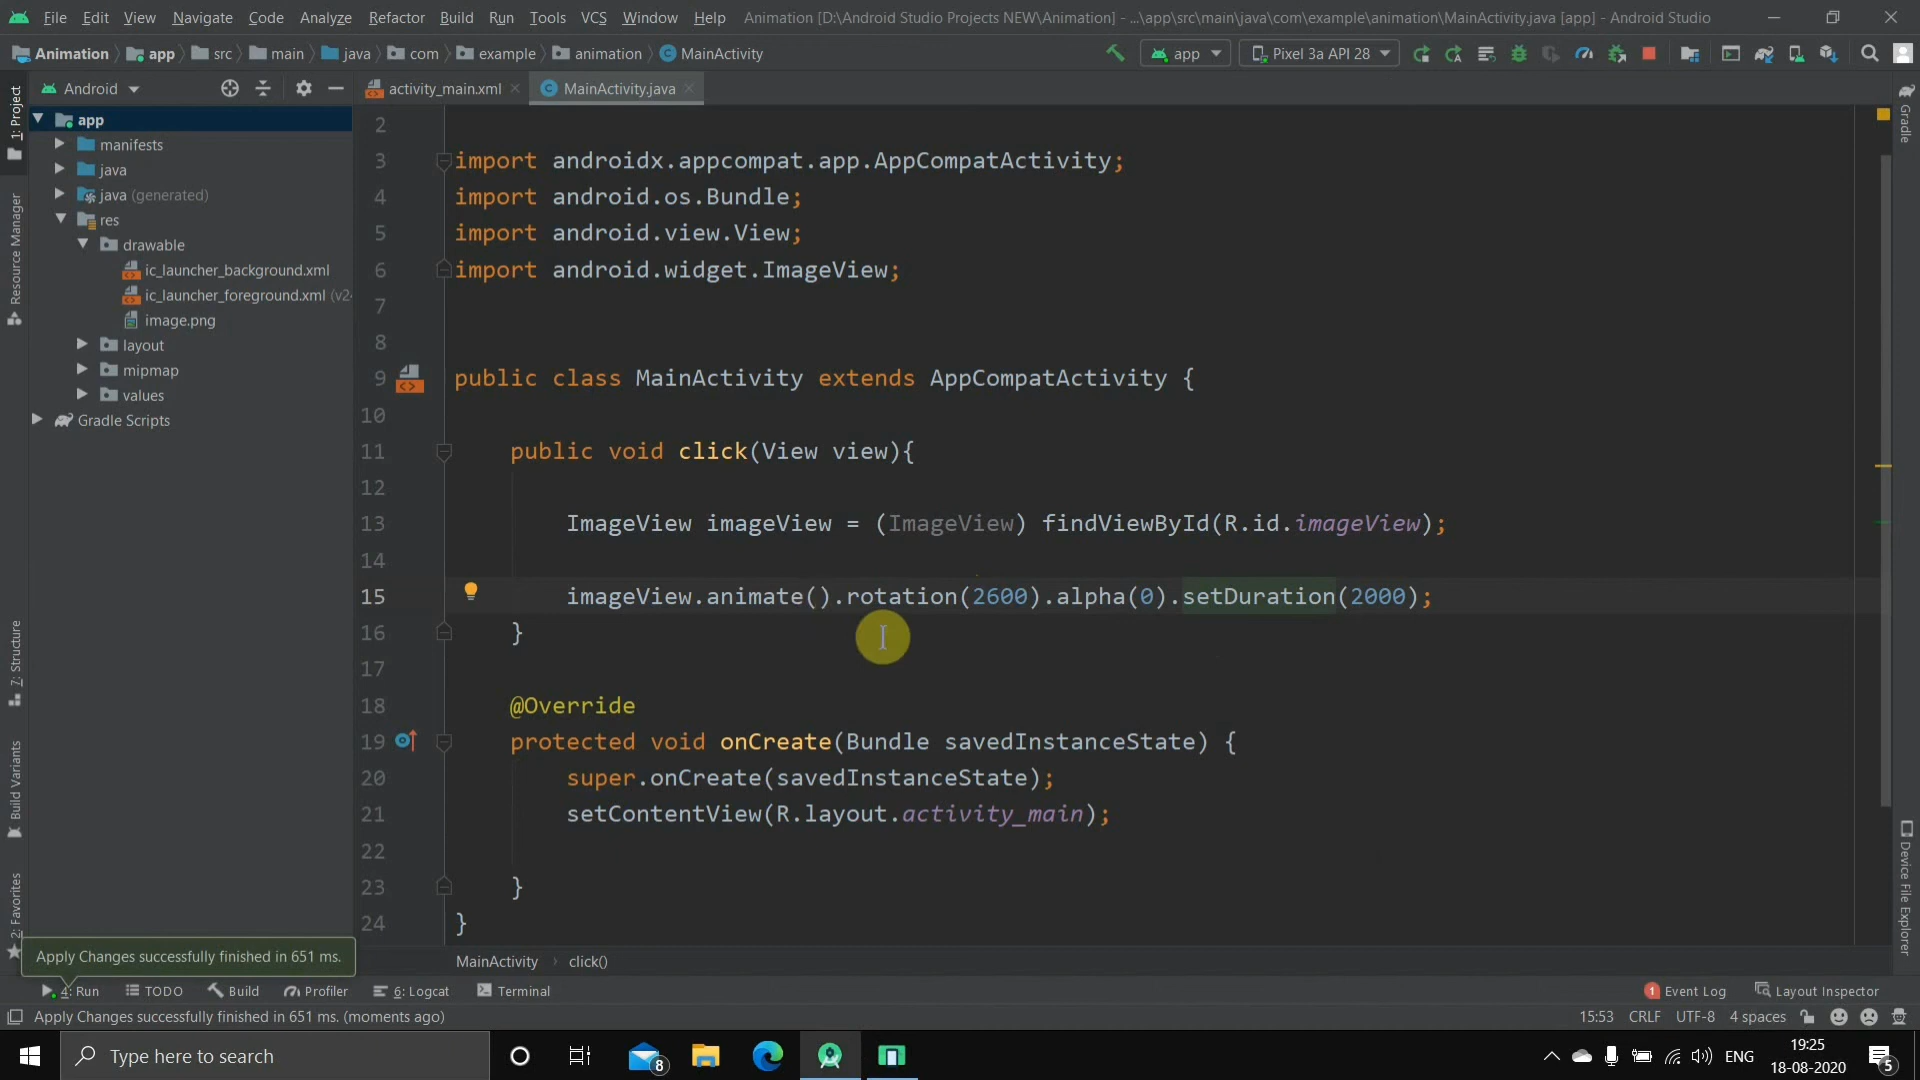 File Edit View Navigate Code Analyze Refactor Build Run Tools VCS Window Help Animation [D:\Android Studio Projects NEW\Animation] - ...\app\src\main\java\com\example\animation\MainActivity.java [app] - Android Studio
Animation app src main java com example animation MainActivity app Pixel 3a API 28
Android activity_main.xml MainActivity.java
1: Project
Resource Manager
7: Structure
Build Variants
2: Favorites
app
manifests
java
java (generated)
res
drawable
ic_launcher_background.xml
ic_launcher_foreground.xml (v24
image.png
layout
mipmap
values
Gradle Scripts
2
3 import androidx.appcompat.app.AppCompatActivity;
4 import android.os.Bundle;
5 import android.view.View;
6 import android.widget.ImageView;
7
8
9 public class MainActivity extends AppCompatActivity {
10
11 public void click(View view){
12
13 ImageView imageView = (ImageView) findViewById(R.id.imageView);
14
15 imageView.animate().rotation(2600).alpha(0).setDuration(2000);
16 }
17
18 @Override
19 protected void onCreate(Bundle savedInstanceState) {
20 super.onCreate(savedInstanceState);
21 setContentView(R.layout.activity_main);
22
23 }
24 }
Gradle
Device File Explorer
Apply Changes successfully finished in 651 ms.
MainActivity click()
4: Run TODO Build Profiler 6: Logcat Terminal 1 Event Log Layout Inspector
Apply Changes successfully finished in 651 ms. (moments ago) 15:53 CRLF UTF-8 4 spaces
Type here to search 8 ENG 19:25
18-08-2020 5